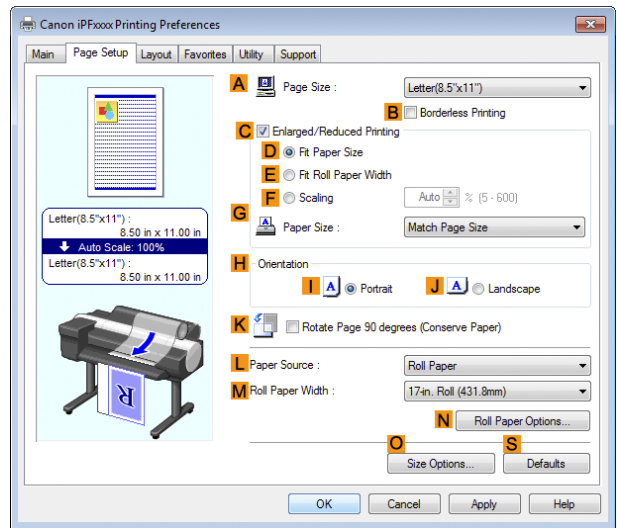 Canon iPFxxxx Printing Preferences
Main Page Setup Layout Favorites Utility Support
A Page Size : Letter(8.5"x11")
B Borderless Printing
C Enlarged/Reduced Printing
D Fit Paper Size
E Fit Roll Paper Width
F Scaling Auto % (5 - 600)
G Paper Size : Match Page Size
Letter(8.5"x11") :
8.50 in x 11.00 in
Auto Scale: 100%
Letter(8.5"x11") :
8.50 in x 11.00 in
H Orientation
I A Portrait J A Landscape
K Rotate Page 90 degrees (Conserve Paper)
R
L Paper Source : Roll Paper
M Roll Paper Width : 17-in. Roll (431.8mm)
N Roll Paper Options...
O Size Options... S Defaults
OK Cancel Apply Help